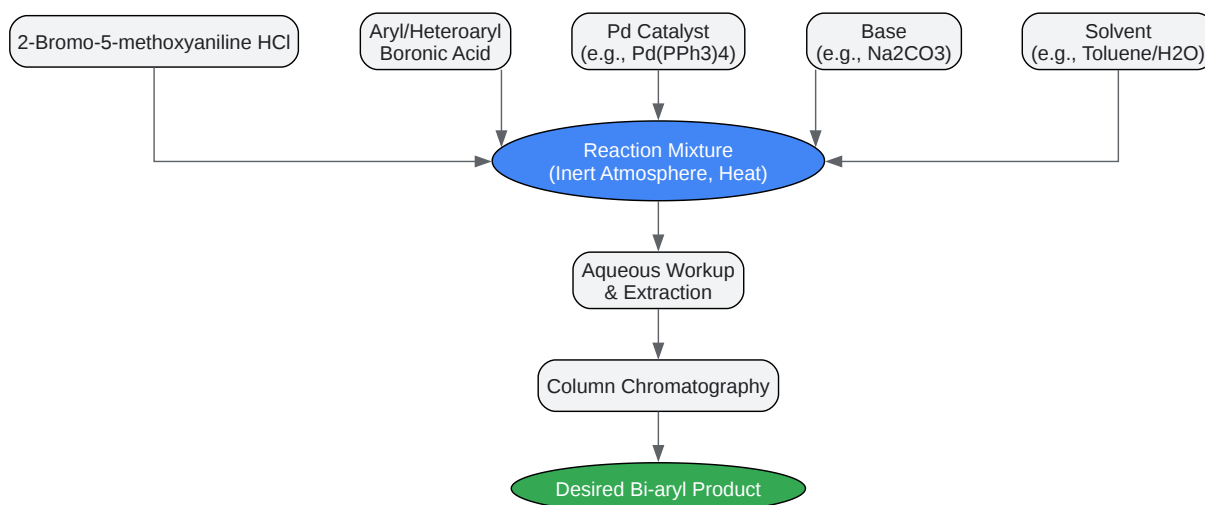 2-Bromo-5-methoxyaniline HCl
Aryl/Heteroaryl
Boronic Acid
Pd Catalyst
(e.g., Pd(PPh3)4)
Base
(e.g., Na2CO3)
Solvent
(e.g., Toluene/H2O)
Reaction Mixture
(Inert Atmosphere, Heat)
Aqueous Workup
& Extraction
Column Chromatography
Desired Bi-aryl Product